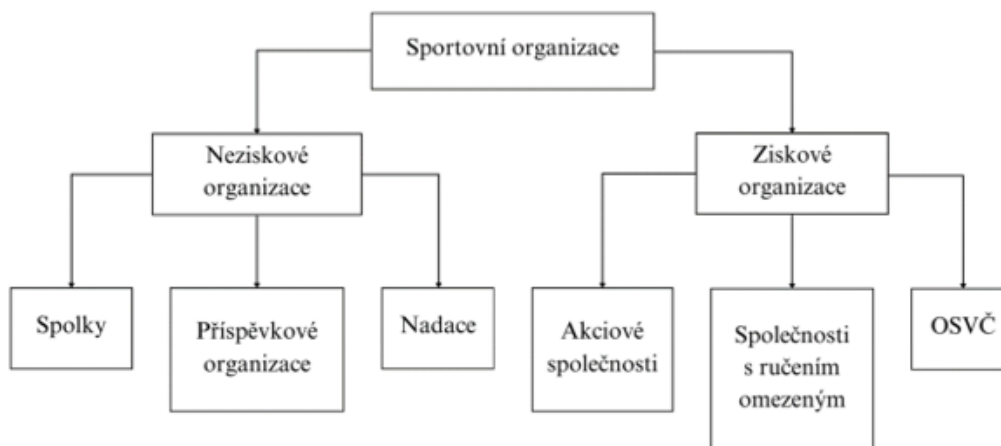 Sportovní organizace
Neziskové
organizace
Ziskové
organizace
Spolky
Příspěvkové
organizace
Nadace
Akciové
společnosti
Společnosti
s ručením
omezeným
OSVČ